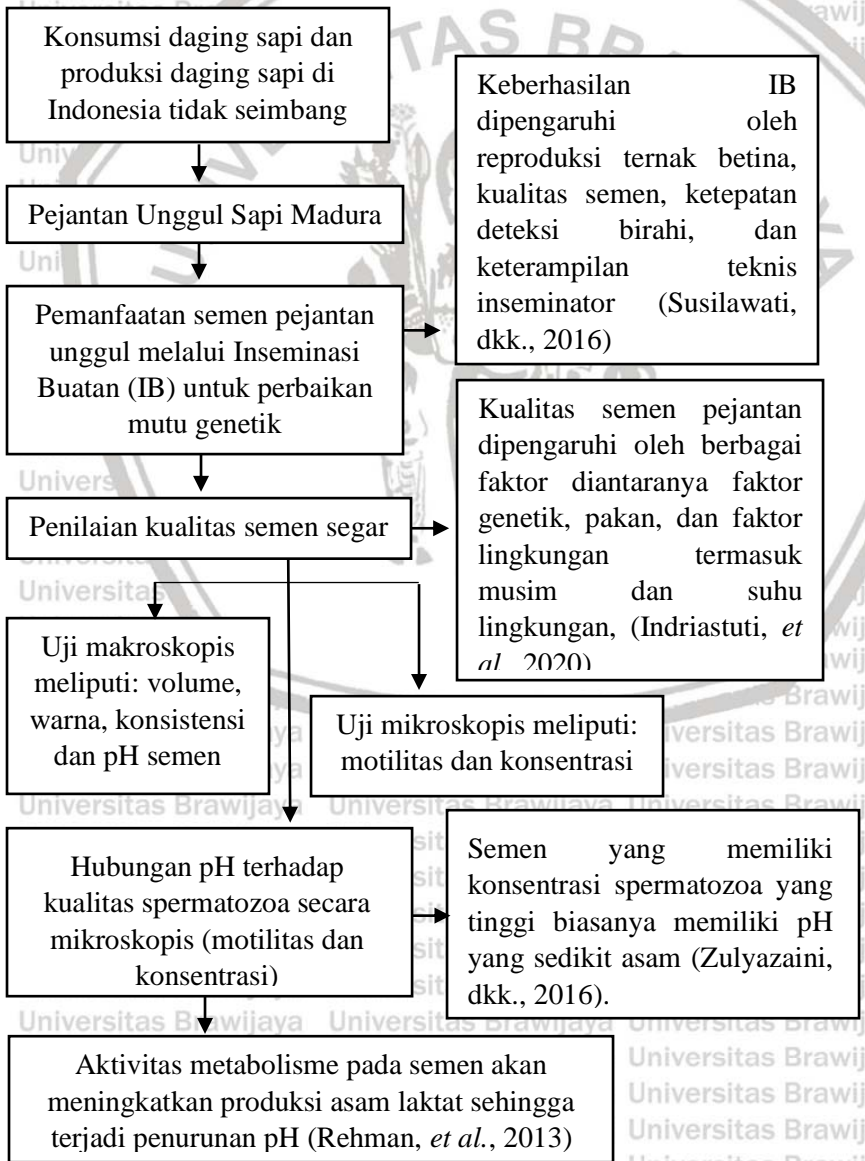 Konsumsi daging sapi dan
produksi daging sapi di
Indonesia tidak seimbang
Pejantan Unggul Sapi Madura
Pemanfaatan semen pejantan
unggul melalui Inseminasi
Buatan (IB) untuk perbaikan
mutu genetik
Keberhasilan IB
dipengaruhi oleh
reproduksi ternak betina,
kualitas semen, ketepatan
deteksi birahi, dan
keterampilan teknis
inseminator (Susilawati,
dkk., 2016)
Penilaian kualitas semen segar
Kualitas semen pejantan
dipengaruhi oleh berbagai
faktor diantaranya faktor
genetik, pakan, dan faktor
lingkungan termasuk
musim dan suhu
lingkungan, (Indriastuti, et
al., 2020)
Uji makroskopis
meliputi: volume,
warna, konsistensi
dan pH semen
Uji mikroskopis meliputi:
motilitas dan konsentrasi
Hubungan pH terhadap
kualitas spermatozoa secara
mikroskopis (motilitas dan
konsentrasi)
Semen yang memiliki
konsentrasi spermatozoa yang
tinggi biasanya memiliki pH
yang sedikit asam (Zulyazaini,
dkk., 2016).
Aktivitas metabolisme pada semen akan
meningkatkan produksi asam laktat sehingga
terjadi penurunan pH (Rehman, et al., 2013)
Universitas Brawijaya